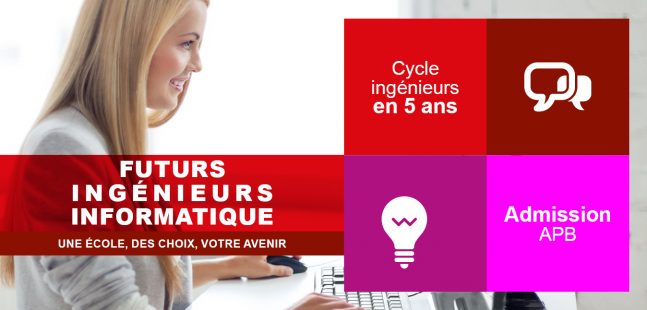 FUTURS
INGÉNIEURS
INFORMATIQUE
UNE ÉCOLE, DES CHOIX, VOTRE AVENIR
Cycle
ingénieurs
en 5 ans
Admission
APB